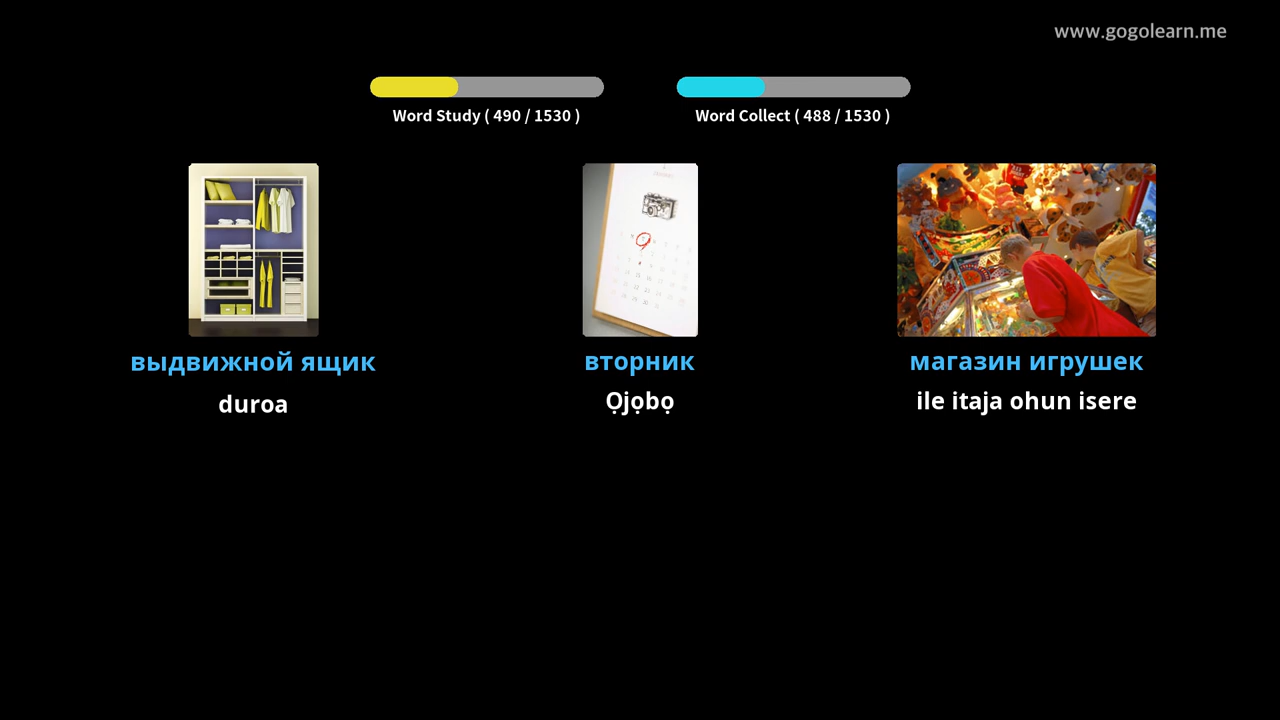 www.gogolearn.me
Word Study ( 490 / 1530 )
Word Collect ( 488 / 1530 )
выдвижной ящик
duroa
вторник
Ọjọbọ
магазин игрушек
ile itaja ohun isere